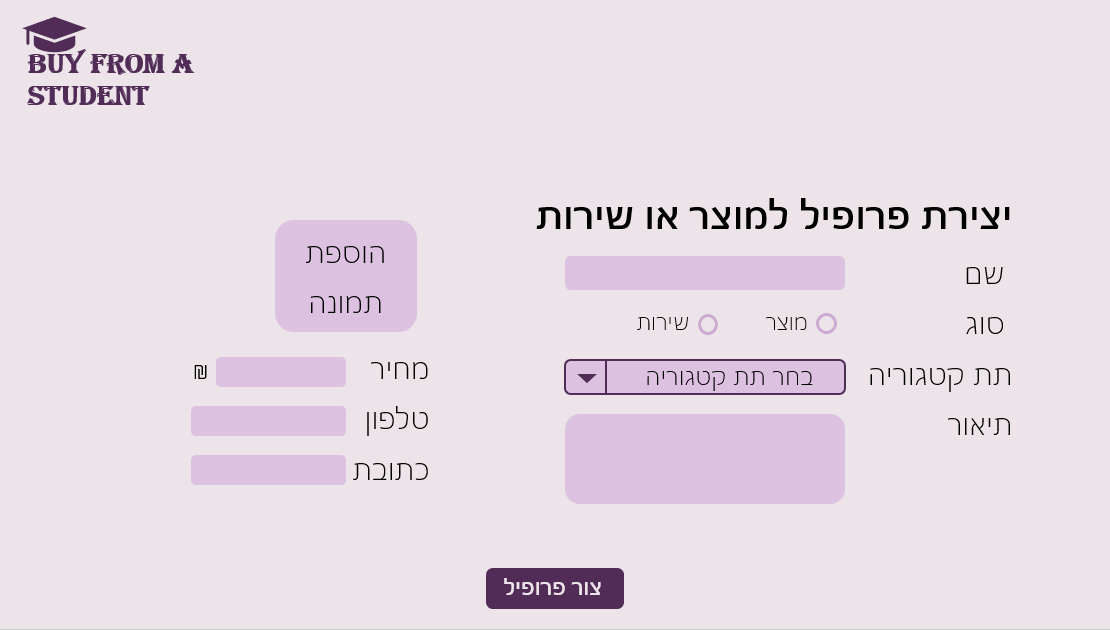 BUY FROM A
STUDENT
יצירת פרופיל למוצר או שירות
שם
סוג
מוצר
שירות
תת קטגוריה
בחר תת קטגוריה
תיאור
הוספת
תמונה
מחיר
₪
טלפון
כתובת
צור פרופיל